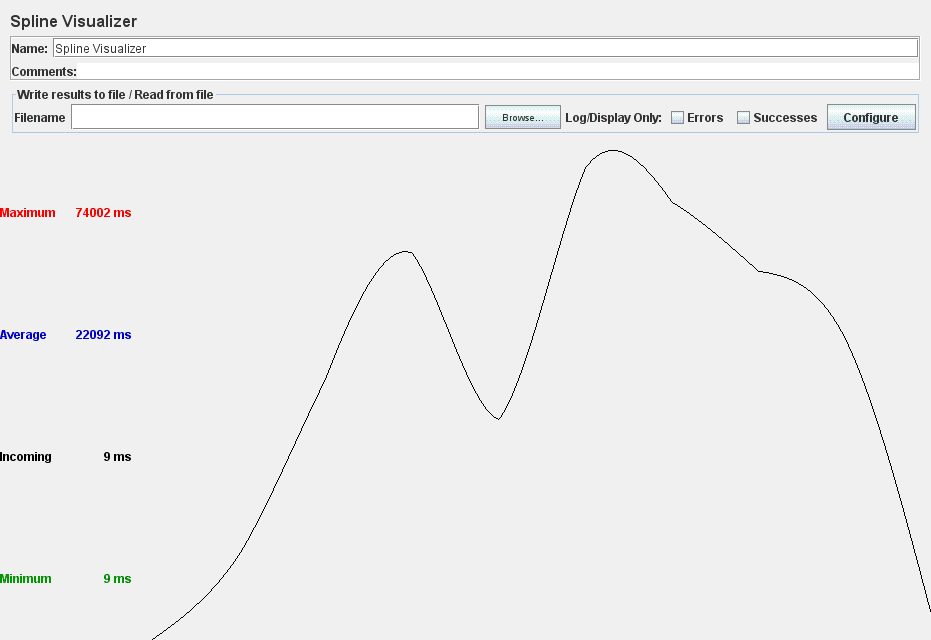 Spline Visualizer
Name: Spline Visualizer
Comments:
Write results to file / Read from file
Filename Browse... Log/Display Only: Errors Successes Configure
Maximum 74002 ms
Average 22092 ms
Incoming 9 ms
Minimum 9 ms